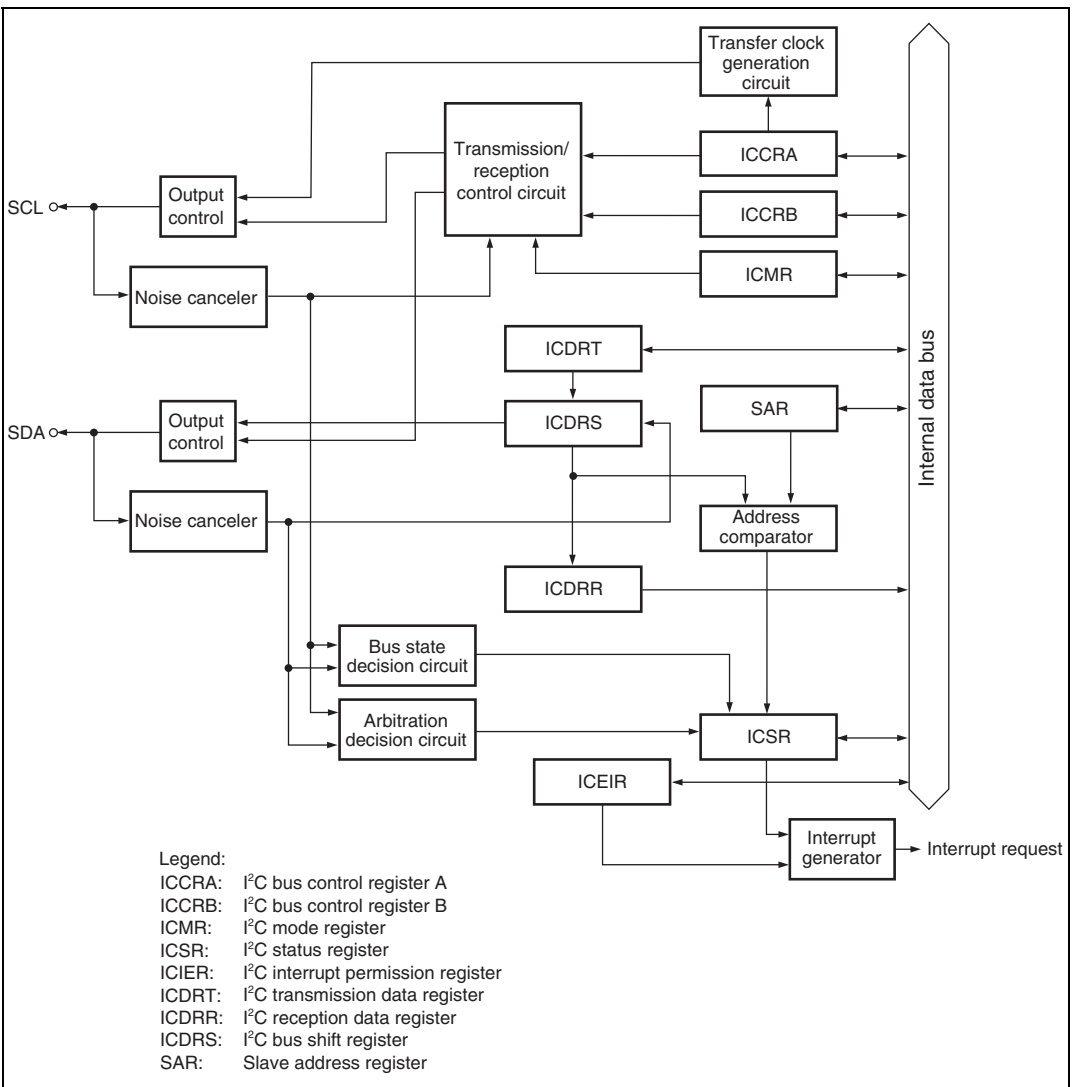 Transfer clock
generation
circuit
Transmission/
reception
control circuit
ICCRA
SCL
Output
control
ICCRB
ICMR
Noise canceler
ICDRT
Internal data bus
SAR
Output
control
ICDRS
SDA
Noise canceler
Address
comparator
ICDRR
Bus state
decision circuit
Arbitration
decision circuit
ICSR
ICEIR
Interrupt
generator
Interrupt request
Legend:
ICCRA: I²C bus control register A
ICCRB: I²C bus control register B
ICMR: I²C mode register
ICSR: I²C status register
ICIER: I²C interrupt permission register
ICDRT: I²C transmission data register
ICDRR: I²C reception data register
ICDRS: I²C bus shift register
SAR: Slave address register